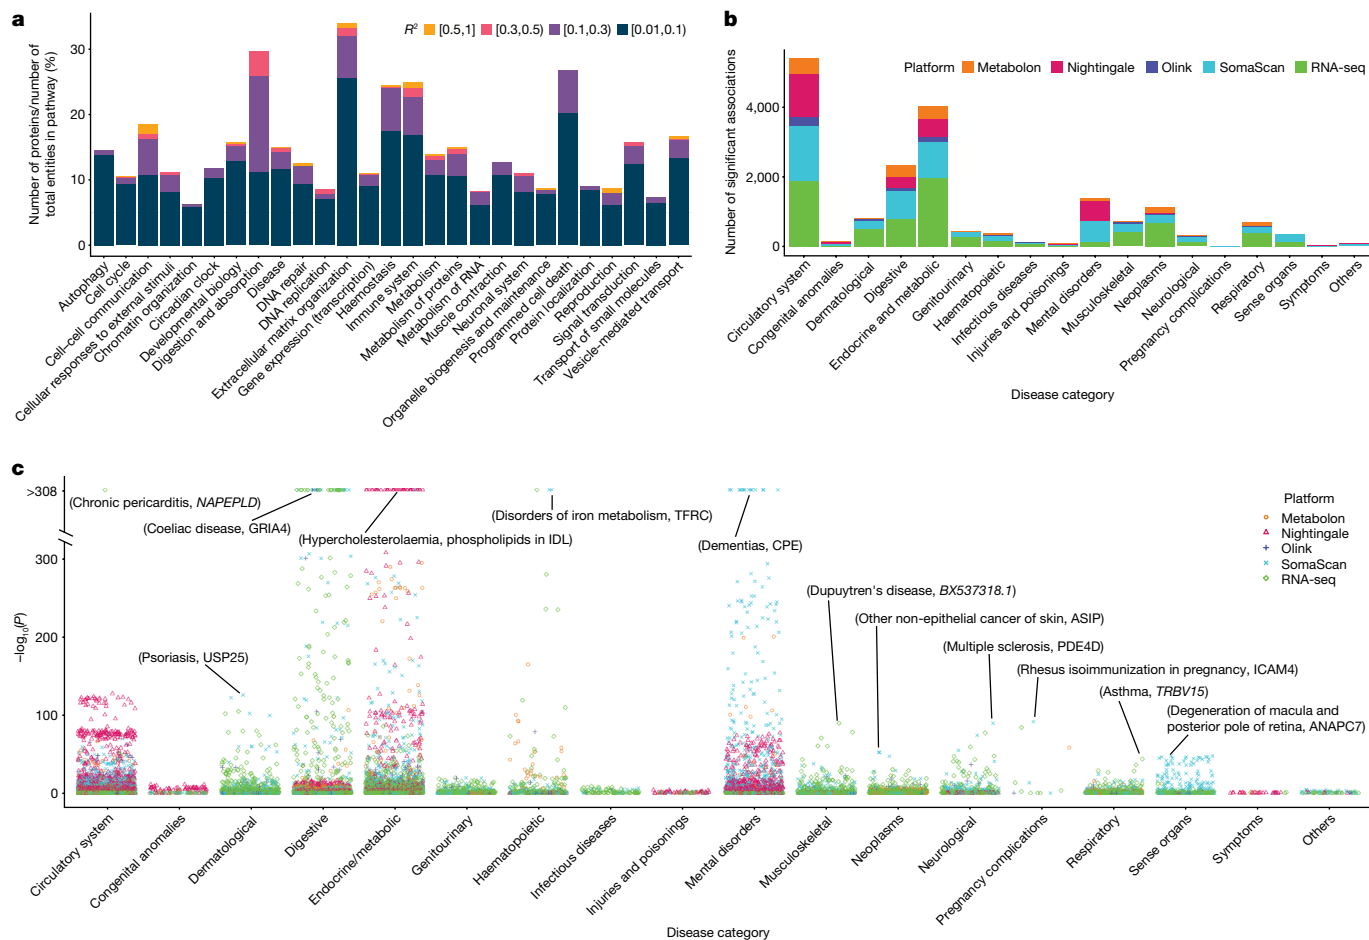 a
R² [0.5,1] [0.3,0.5) [0.1,0.3) [0.01,0.1)
Number of proteins/number of
total entities in pathway (%)
30
20
10
0
Autophagy
Cell cycle
Cell–cell communication
Cellular responses to external stimuli
Chromatin organization
Circadian clock
Developmental biology
Digestion and absorption
Disease
DNA repair
DNA replication
Extracellular matrix organization
Gene expression (transcription)
Haemostasis
Immune system
Metabolism
Metabolism of proteins
Metabolism of RNA
Muscle contraction
Neuronal system
Organelle biogenesis and maintenance
Programmed cell death
Protein localization
Reproduction
Signal transduction
Transport of small molecules
Vesicle-mediated transport
b
Platform Metabolon Nightingale Olink SomaScan RNA-seq
Number of significant associations
4,000
2,000
0
Circulatory system
Congenital anomalies
Dermatological
Digestive
Endocrine and metabolic
Genitourinary
Haematopoietic
Infectious diseases
Injuries and poisonings
Mental disorders
Musculoskeletal
Neoplasms
Neurological
Pregnancy complications
Respiratory
Sense organs
Symptoms
Others
Disease category
c
–log₁₀(P)
>308
300
200
100
0
(Chronic pericarditis, NAPEPLD)
(Coeliac disease, GRIA4)
(Hypercholesterolaemia, phospholipids in IDL)
(Disorders of iron metabolism, TFRC)
(Dementias, CPE)
(Psoriasis, USP25)
(Dupuytren's disease, BX537318.1)
(Other non-epithelial cancer of skin, ASIP)
(Multiple sclerosis, PDE4D)
(Rhesus isoimmunization in pregnancy, ICAM4)
(Asthma, TRBV15)
(Degeneration of macula and
posterior pole of retina, ANAPC7)
Platform
Metabolon
Nightingale
Olink
SomaScan
RNA-seq
Circulatory system
Congenital anomalies
Dermatological
Digestive
Endocrine/metabolic
Genitourinary
Haematopoietic
Infectious diseases
Injuries and poisonings
Mental disorders
Musculoskeletal
Neoplasms
Neurological
Pregnancy complications
Respiratory
Sense organs
Symptoms
Others
Disease category